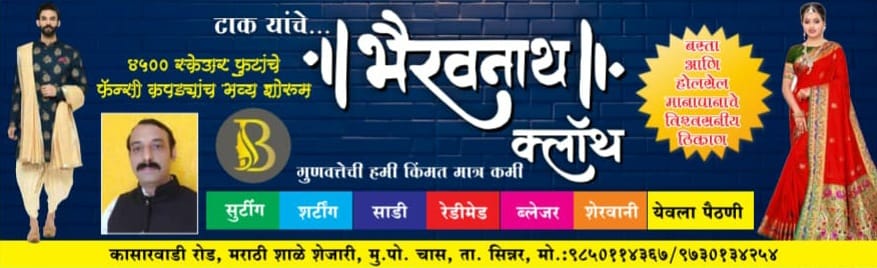 टाक यांचे...
४५०० स्केअर फुटांचे
फॅन्सी कपड्यांच भव्य शोरुम
॥ भैरवनाथ ॥
क्लॉथ
B
गुणवत्तेची हमी किंमत मात्र कमी
बस्ता
आणि
होलसेल
मानापानाचे
विश्वसनीय
ठिकाण
सुटींग शर्टींग साडी रेडीमेड ब्लेजर शेरवानी येवला पैठणी
कासारवाडी रोड, मराठी शाळे शेजारी, मु.पो. चास, ता. सिन्नर, मो.:९८५०११४३६७/९७३०१३४२५४